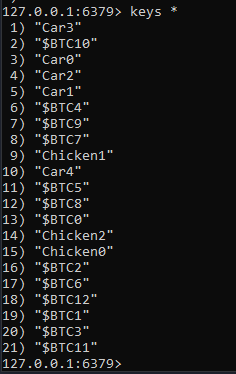 127.0.0.1:6379> keys *
1) "Car3"
2) "$BTC10"
3) "Car0"
4) "Car2"
5) "Car1"
6) "$BTC4"
7) "$BTC9"
8) "$BTC7"
9) "Chicken1"
10) "Car4"
11) "$BTC5"
12) "$BTC8"
13) "$BTC0"
14) "Chicken2"
15) "Chicken0"
16) "$BTC2"
17) "$BTC6"
18) "$BTC12"
19) "$BTC1"
20) "$BTC3"
21) "$BTC11"
127.0.0.1:6379>